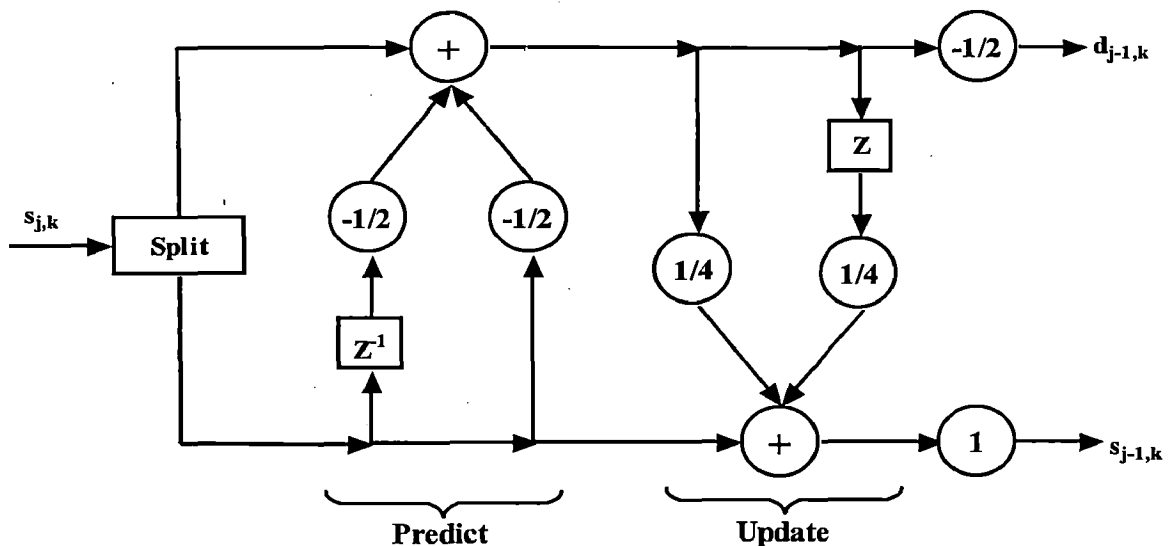 +
-1/2
d_{j-1,k}
Z
-1/2
-1/2
s_{j,k}
Split
1/4
1/4
Z^{-1}
+
1
s_{j-1,k}
Predict
Update